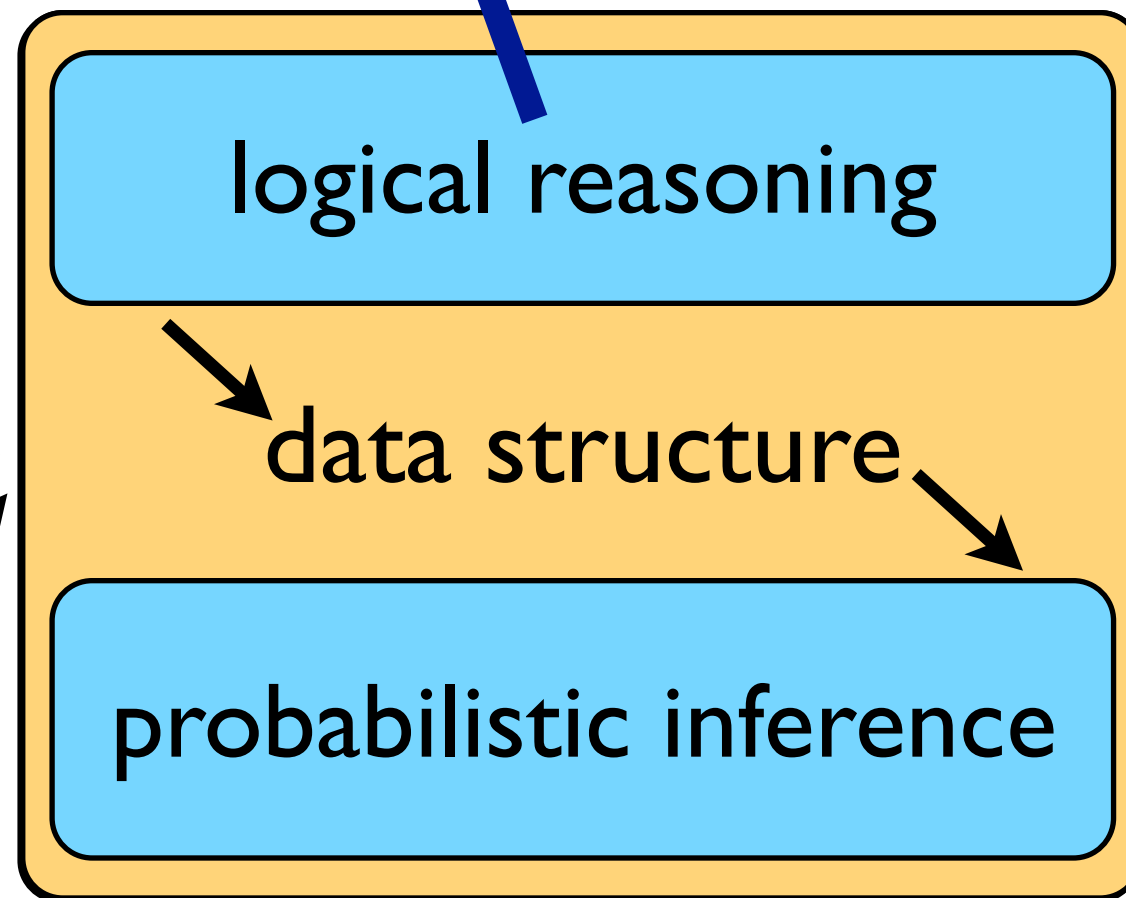 logical reasoning
data structure
probabilistic inference